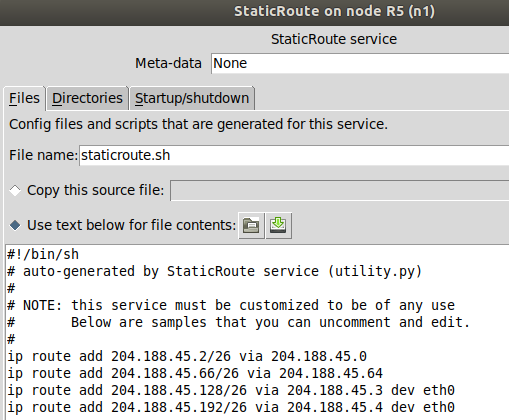 StaticRoute on node R5 (n1)
StaticRoute service
Meta-data None
Files Directories Startup/shutdown
Config files and scripts that are generated for this service.
File name: staticroute.sh
Copy this source file:
Use text below for file contents:
#!/bin/sh
# auto-generated by StaticRoute service (utility.py)
#
# NOTE: this service must be customized to be of any use
#       Below are samples that you can uncomment and edit.
#
ip route add 204.188.45.2/26 via 204.188.45.0
ip route add 204.188.45.66/26 via 204.188.45.64
ip route add 204.188.45.128/26 via 204.188.45.3 dev eth0
ip route add 204.188.45.192/26 via 204.188.45.4 dev eth0